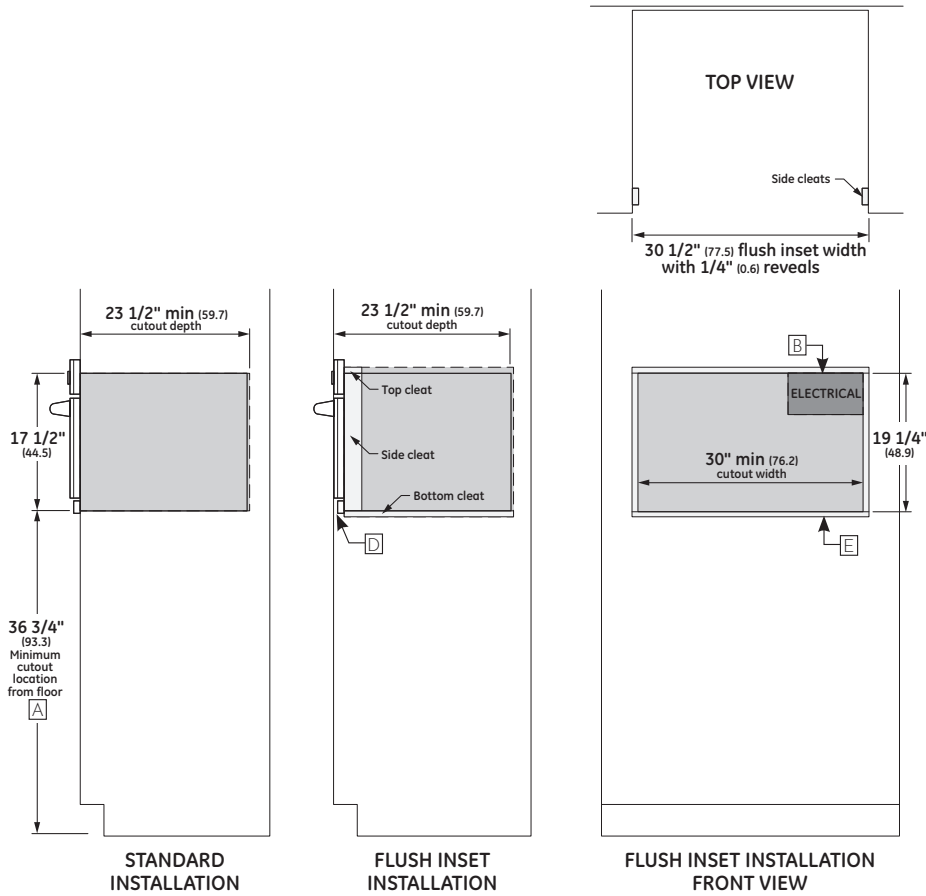 TOP VIEW
Side cleats
30 1/2" (77.5) flush inset width
with 1/4" (0.6) reveals
23 1/2" min (59.7)
cutout depth
17 1/2"
(44.5)
36 3/4"
(93.3)
Minimum
cutout
location
from floor
A
STANDARD
INSTALLATION
23 1/2" min (59.7)
cutout depth
Top cleat
Side cleat
Bottom cleat
D
FLUSH INSET
INSTALLATION
B
ELECTRICAL
30" min (76.2)
cutout width
19 1/4"
(48.9)
E
FLUSH INSET INSTALLATION
FRONT VIEW